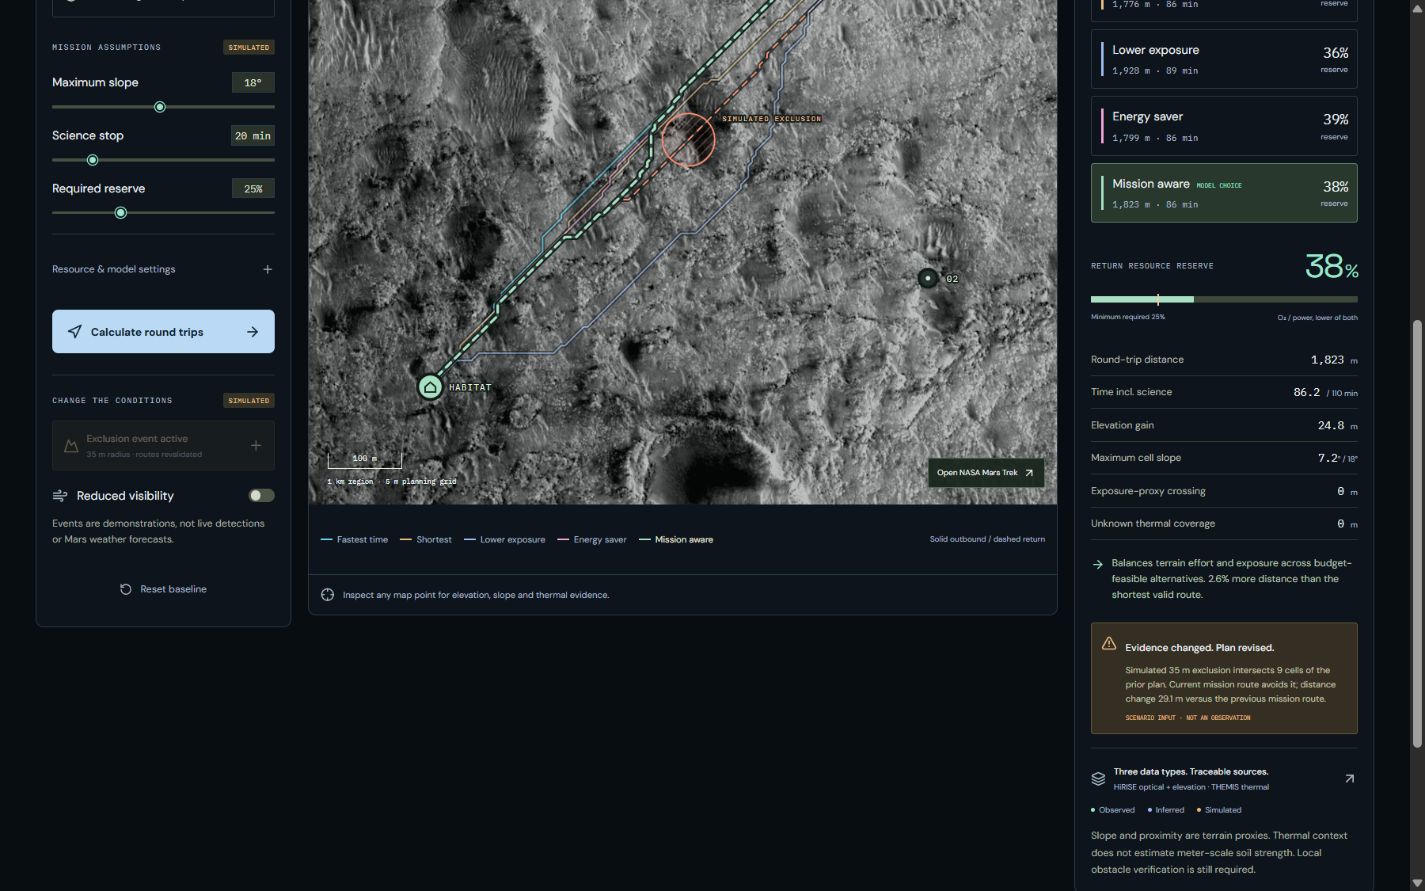 MISSION ASSUMPTIONS
SIMULATED
Maximum slope
18°
Science stop
20 min
Required reserve
25%
Resource & model settings
Calculate round trips
CHANGE THE CONDITIONS
SIMULATED
Exclusion event active
35 m radius · routes revalidated
Reduced visibility
Events are demonstrations, not live detections
or Mars weather forecasts.
Reset baseline
SIMULATED EXCLUSION
02
HABITAT
100 m
1 km region · 5 m planning grid
Open NASA Mars Trek
Fastest time
Shortest
Lower exposure
Energy saver
Mission aware
Solid outbound / dashed return
Inspect any map point for elevation, slope and thermal evidence.
1,776 m · 86 min
reserve
Lower exposure
36%
1,928 m · 89 min
reserve
Energy saver
39%
1,799 m · 86 min
reserve
Mission aware MODEL CHOICE
38%
1,823 m · 86 min
reserve
RETURN RESOURCE RESERVE
38%
Minimum required 25%
O₂ / power, lower of both
Round-trip distance
1,823 m
Time incl. science
86.2 / 110 min
Elevation gain
24.8 m
Maximum cell slope
7.2° / 18°
Exposure-proxy crossing
0 m
Unknown thermal coverage
0 m
Balances terrain effort and exposure across budget-
feasible alternatives. 2.6% more distance than the
shortest valid route.
Evidence changed. Plan revised.
Simulated 35 m exclusion intersects 9 cells of the
prior plan. Current mission route avoids it; distance
change 29.1 m versus the previous mission route.
SCENARIO INPUT · NOT AN OBSERVATION
Three data types. Traceable sources.
HiRISE optical + elevation · THEMIS thermal
Observed
Inferred
Simulated
Slope and proximity are terrain proxies. Thermal context
does not estimate meter-scale soil strength. Local
obstacle verification is still required.